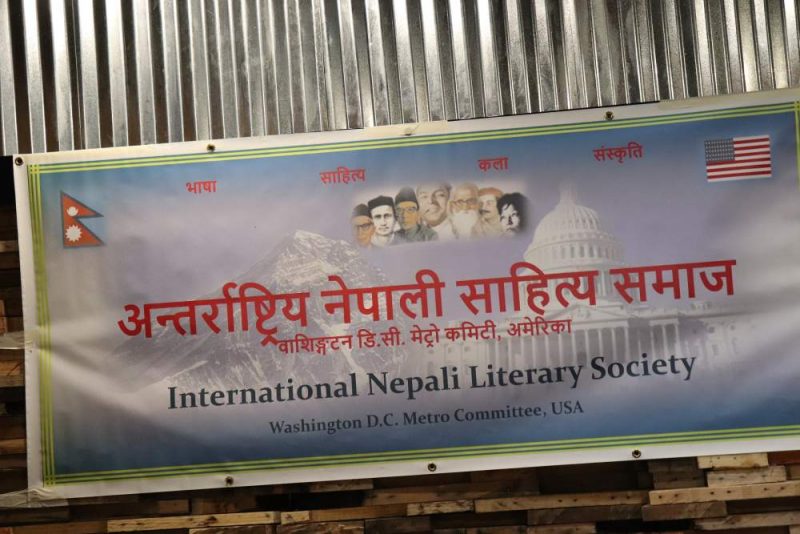 भाषा साहित्य कला संस्कृति
अन्तर्राष्ट्रिय नेपाली साहित्य समाज
वाशिङ्गटन डि.सी. मेट्रो कमिटी, अमेरिका
International Nepali Literary Society
Washington D.C. Metro Committee, USA